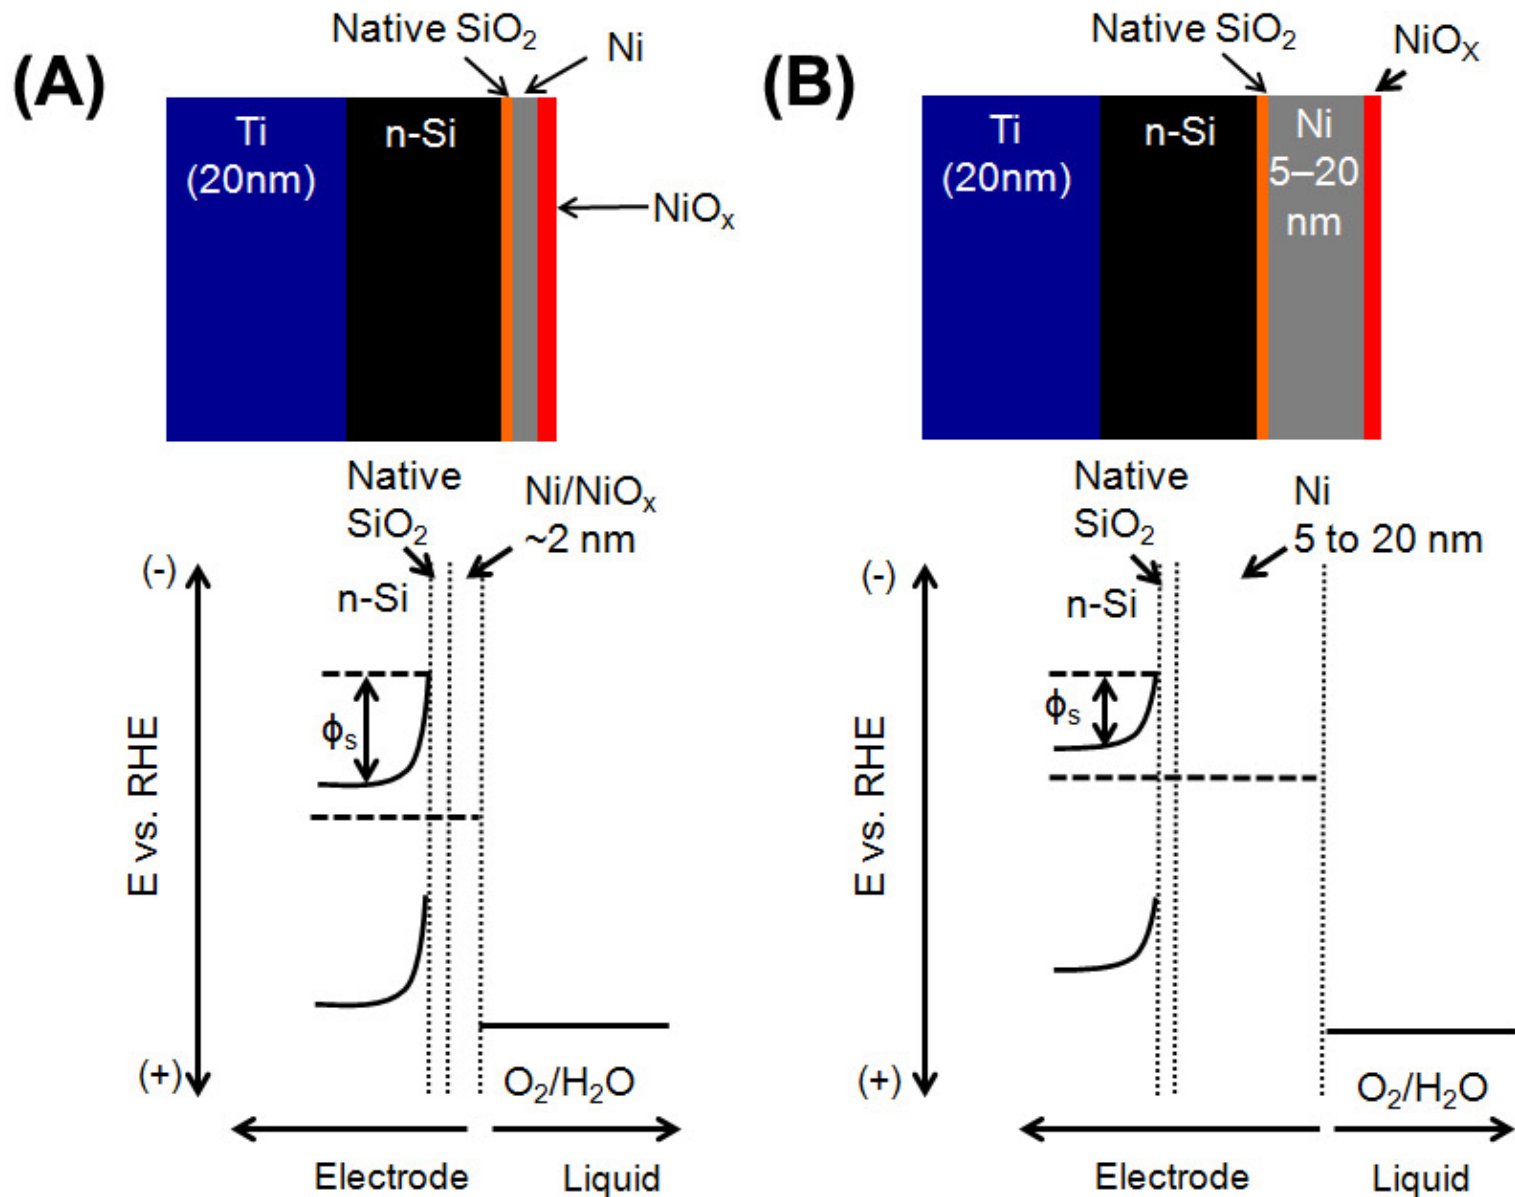 (A)
Native SiO₂
Ni
Ti
(20nm)
n-Si
NiOₓ
Native
SiO₂
Ni/NiOₓ
~2 nm
(-)
n-Si
ϕₛ
E vs. RHE
(+)
O₂/H₂O
Electrode
Liquid
(B)
Native SiO₂
NiOₓ
Ti
(20nm)
n-Si
Ni
5–20
nm
Native
SiO₂
Ni
5 to 20 nm
(-)
n-Si
ϕₛ
E vs. RHE
(+)
O₂/H₂O
Electrode
Liquid